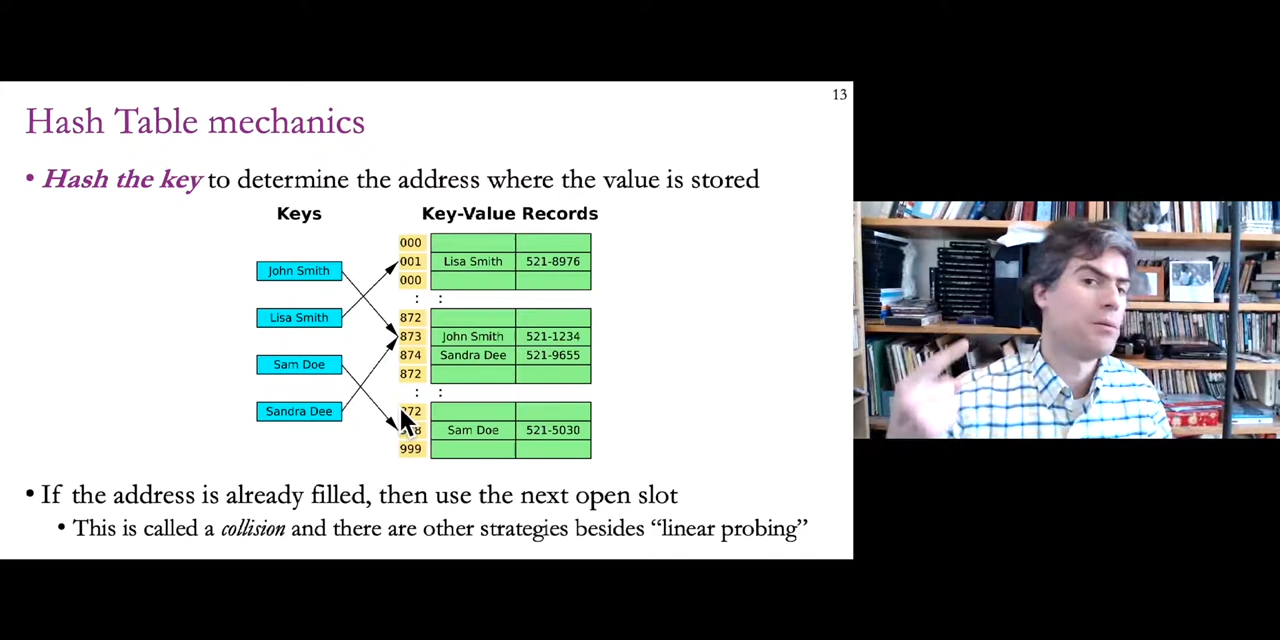 13
Hash Table mechanics
• Hash the key to determine the address where the value is stored
Keys
Key-Value Records
000
John Smith
001 Lisa Smith 521-8976
000
: :
Lisa Smith
872
873 John Smith 521-1234
874 Sandra Dee 521-9655
Sam Doe
872
: :
Sandra Dee
Sam Doe 521-5030
999
• If the address is already filled, then use the next open slot
• This is called a collision and there are other strategies besides “linear probing”